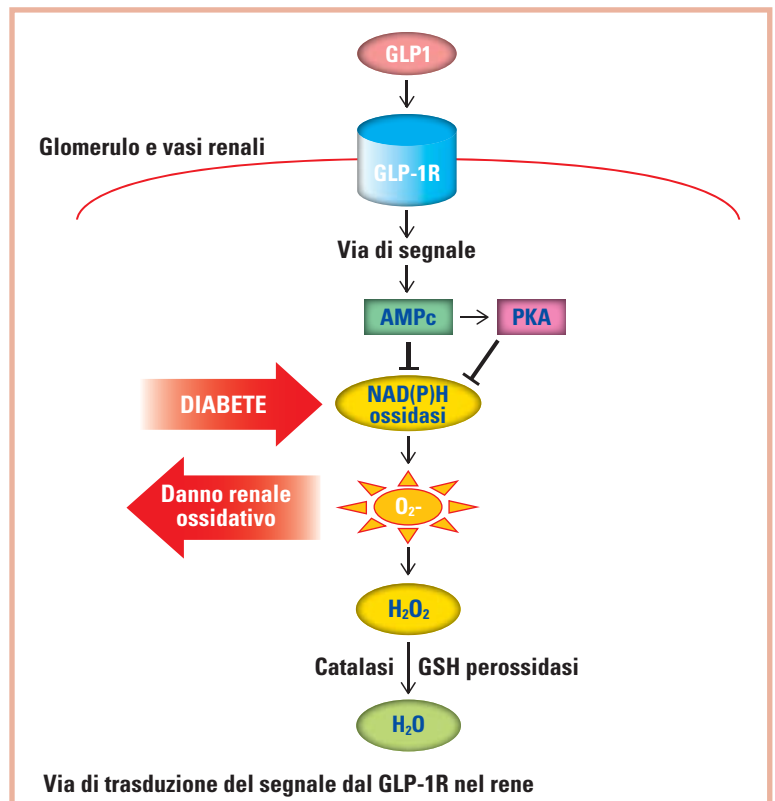 GLP1
Glomerulo e vasi renali
GLP-1R
Via di segnale
AMPc
PKA
DIABETE
NAD(P)H
ossidasi
Danno renale
ossidativo
O₂-
H₂O₂
Catalasi
GSH perossidasi
H₂O
Via di trasduzione del segnale dal GLP-1R nel rene